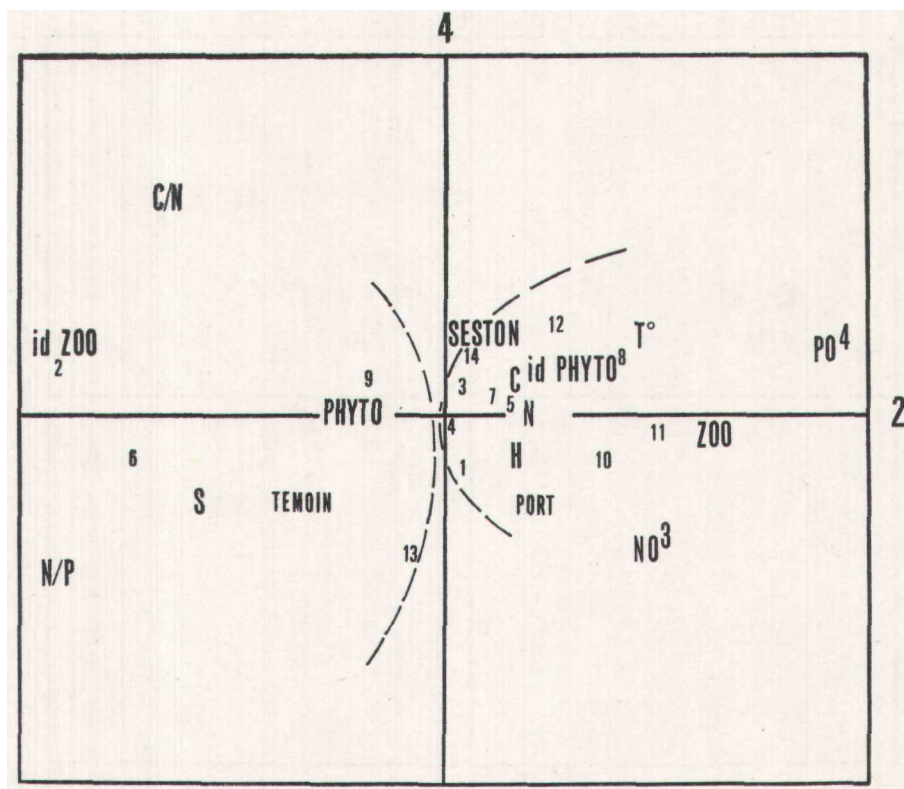 4
C/N
SESTON 12 T°
id ZOO PO4
2 14
9 3 C id PHYTO8
7 5
PHYTO N 2
4 11 ZOO
6 1 H 10
S TEMOIN PORT
13 NO3
N/P